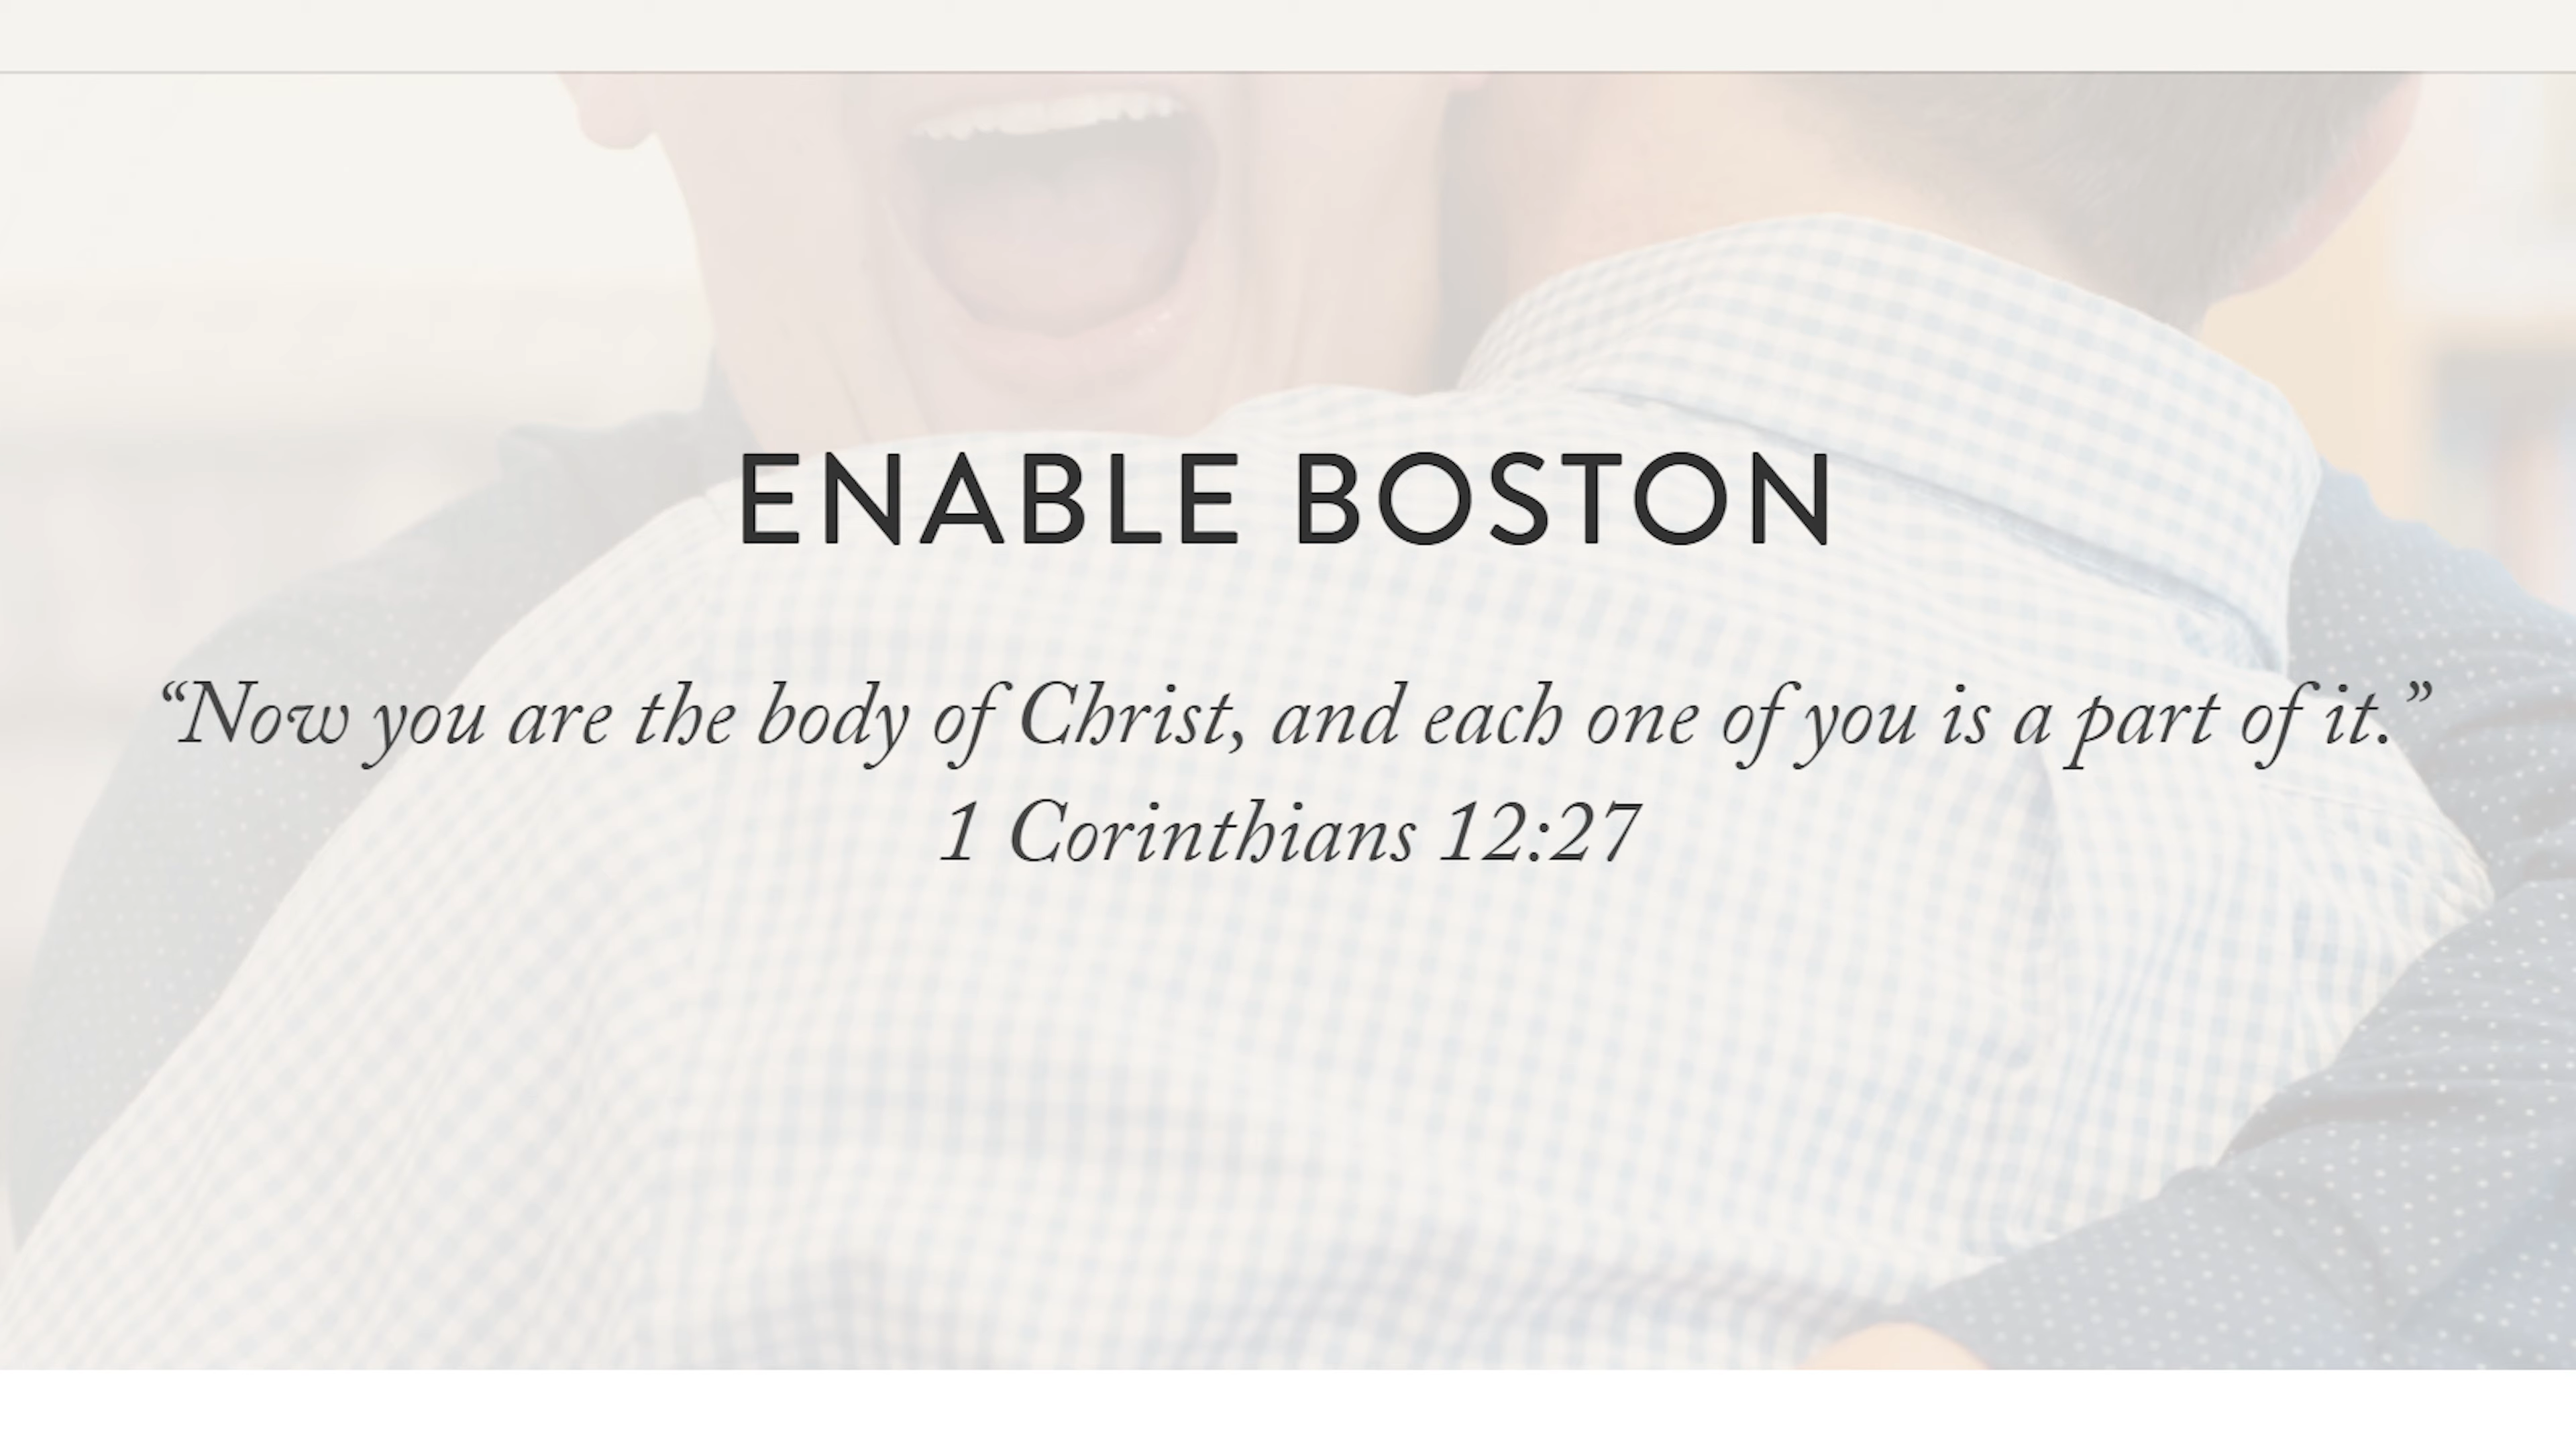 ENABLE BOSTON
“Now you are the body of Christ, and each one of you is a part of it.”
1 Corinthians 12:27